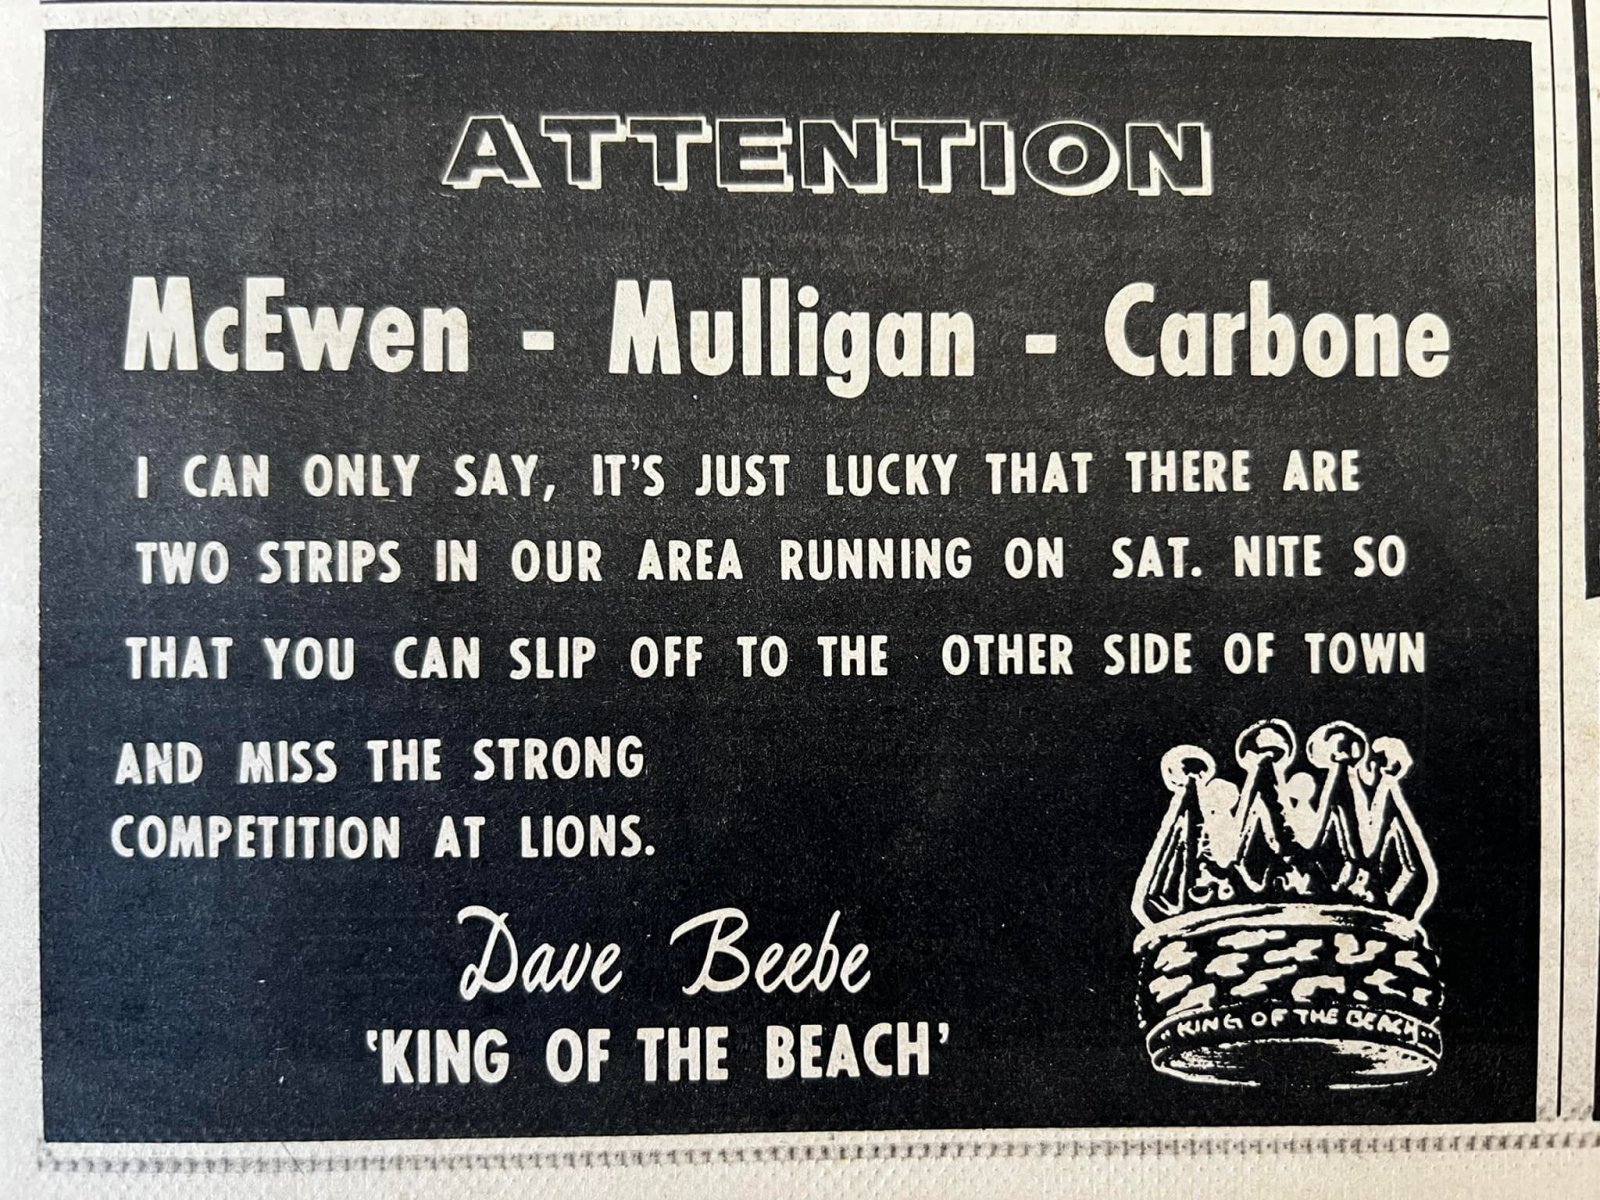 ATTENTION
McEwen - Mulligan - Carbone
I CAN ONLY SAY, IT'S JUST LUCKY THAT THERE ARE
TWO STRIPS IN OUR AREA RUNNING ON SAT. NITE SO
THAT YOU CAN SLIP OFF TO THE OTHER SIDE OF TOWN
AND MISS THE STRONG
COMPETITION AT LIONS.
Dave Beebe
'KING OF THE BEACH'
KING OF THE BEACH